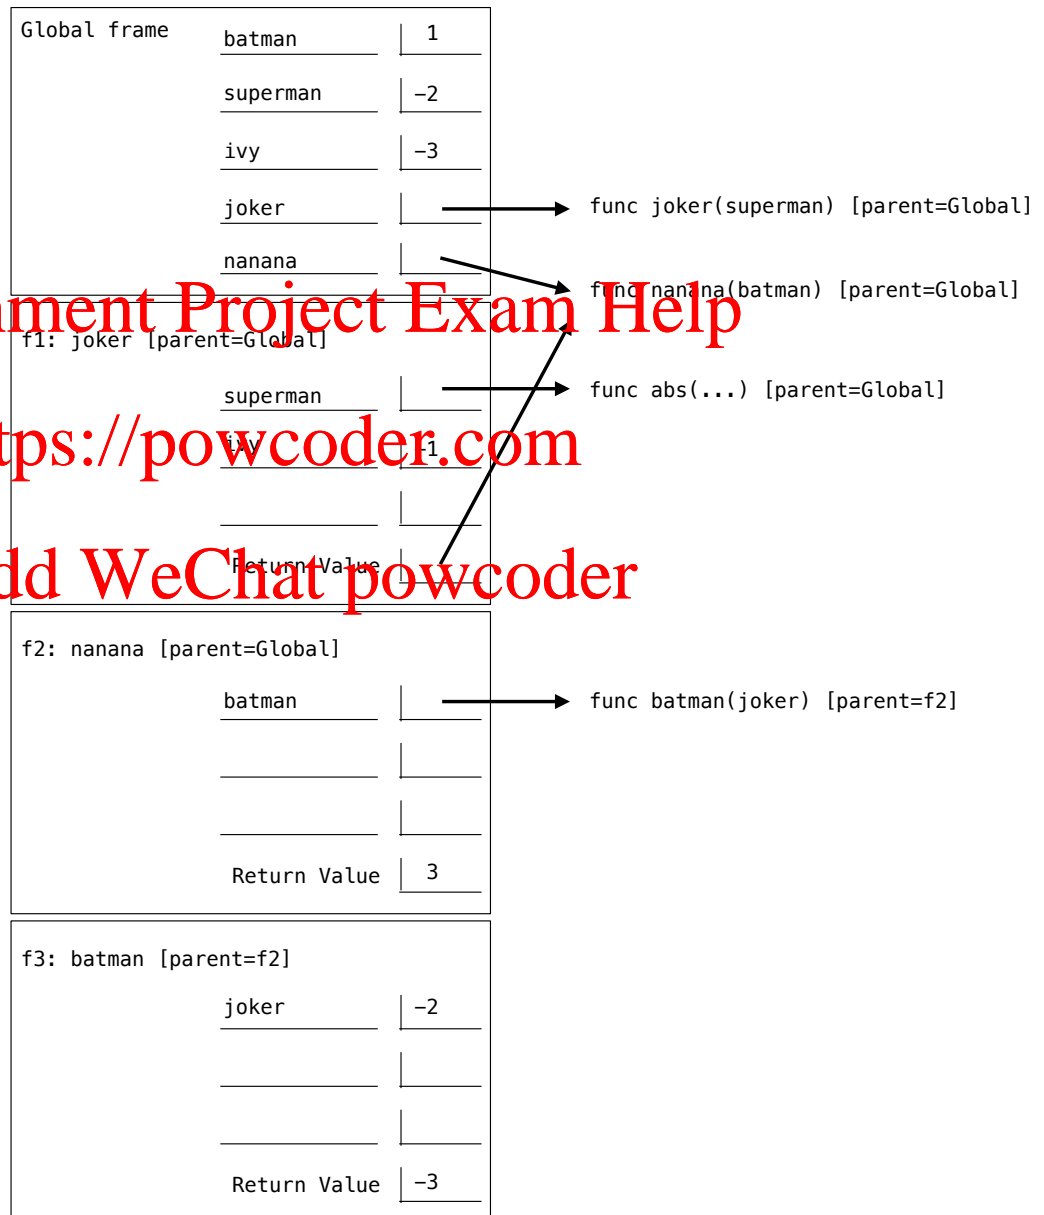 Global frame
batman 1
superman −2
ivy −3
joker func joker(superman) [parent=Global]
nanana
func nanana(batman) [parent=Global]
nment Project Exam Help
f1: joker [parent=Global]
superman func abs(...) [parent=Global]
tps://powcoder.com
ivy -1
Return Value
dd WeChat powcoder
f2: nanana [parent=Global]
batman func batman(joker) [parent=f2]
Return Value 3
f3: batman [parent=f2]
joker −2
Return Value −3